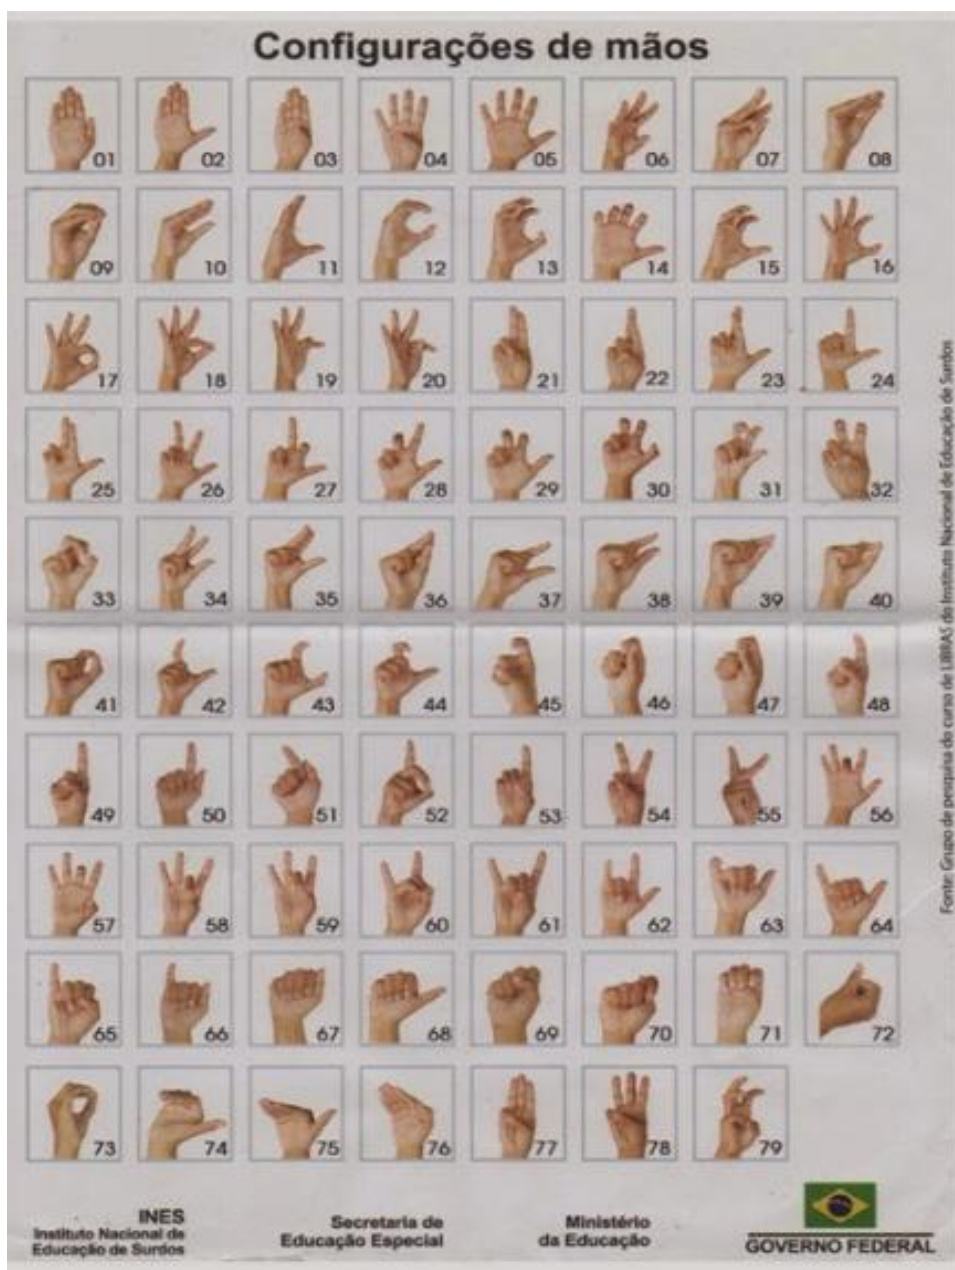 Configurações de mãos
01 02 03 04 05 06 07 08
09 10 11 12 13 14 15 16
17 18 19 20 21 22 23 24
25 26 27 28 29 30 31 32
33 34 35 36 37 38 39 40
41 42 43 44 45 46 47 48
49 50 51 52 53 54 55 56
57 58 59 60 61 62 63 64
65 66 67 68 69 70 71 72
73 74 75 76 77 78 79
Fonte: Grupo de pesquisa do curso de LIBRAS do Instituto Nacional de Educação de Surdos
INES
Instituto Nacional de
Educação de Surdos
Secretaria de
Educação Especial
Ministério
da Educação
GOVERNO FEDERAL